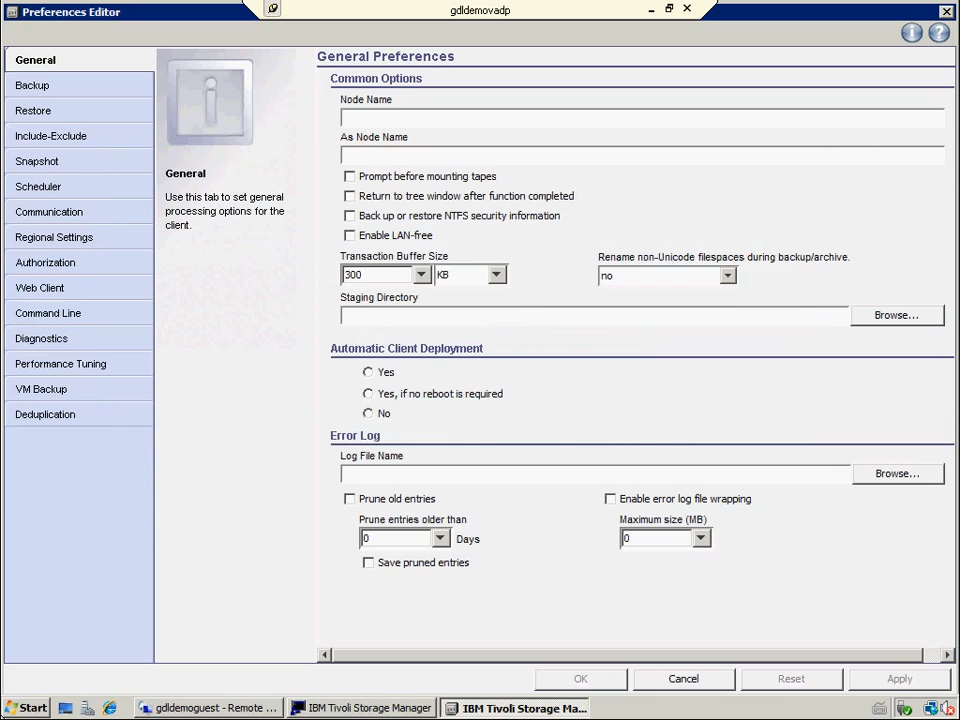 gdldemovadp
Preferences Editor
General
Backup
Restore
Include-Exclude
Snapshot
Scheduler
Communication
Regional Settings
Authorization
Web Client
Command Line
Diagnostics
Performance Tuning
VM Backup
Deduplication
General
Use this tab to set general
processing options for the
client.
General Preferences
Common Options
Node Name
As Node Name
Prompt before mounting tapes
Return to tree window after function completed
Back up or restore NTFS security information
Enable LAN-free
Transaction Buffer Size
300 KB
Rename non-Unicode filespaces during backup/archive.
no
Staging Directory
Browse...
Automatic Client Deployment
Yes
Yes, if no reboot is required
No
Error Log
Log File Name
Browse...
Prune old entries
Prune entries older than
0 Days
Save pruned entries
Enable error log file wrapping
Maximum size (MB)
0
OK Cancel Reset Apply
Start gdldemoguest - Remote ... IBM Tivoli Storage Manager IBM Tivoli Storage Ma...